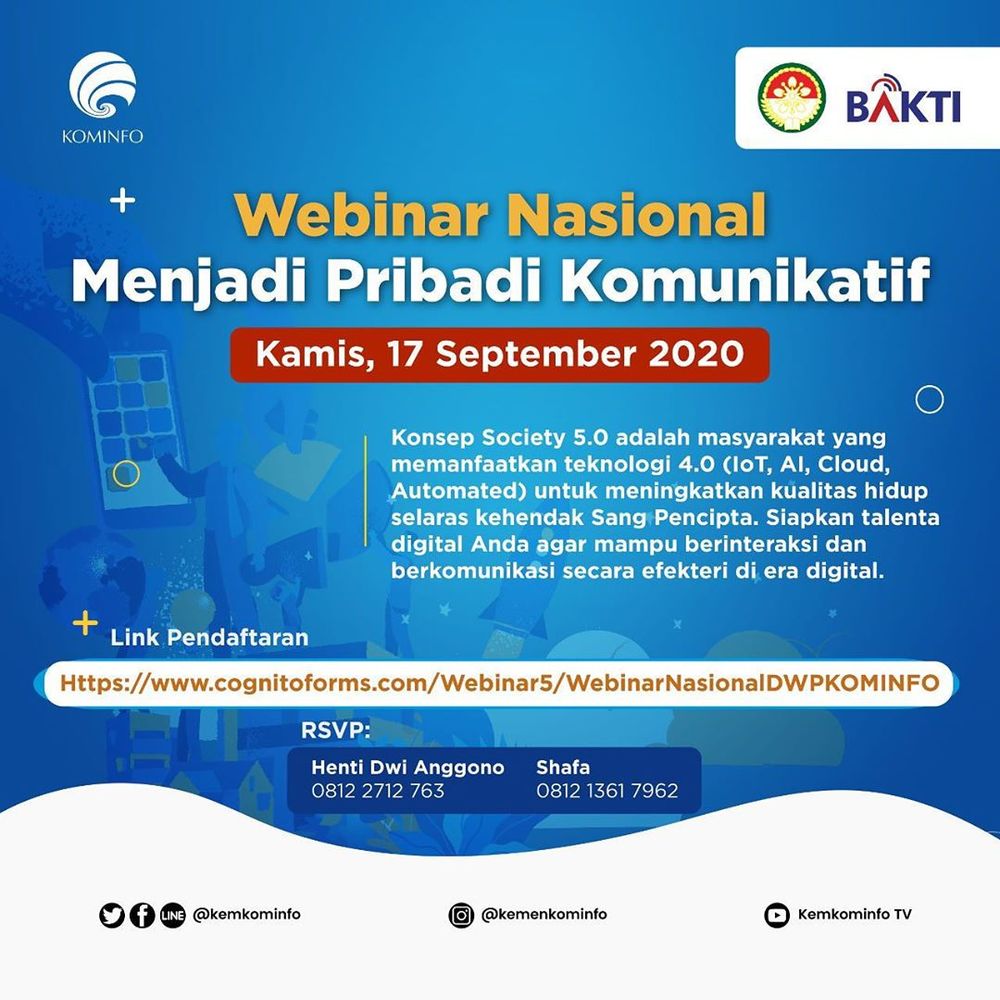 KOMINFO
BAKTI
Webinar Nasional
Menjadi Pribadi Komunikatif
Kamis, 17 September 2020
Konsep Society 5.0 adalah masyarakat yang
memanfaatkan teknologi 4.0 (IoT, AI, Cloud,
Automated) untuk meningkatkan kualitas hidup
selaras kehendak Sang Pencipta. Siapkan talenta
digital Anda agar mampu berinteraksi dan
berkomunikasi secara efekteri di era digital.
Link Pendaftaran
Https://www.cognitoforms.com/Webinar5/WebinarNasionalDWPKOMINFO
RSVP:
Henti Dwi Anggono Shafa
0812 2712 763 0812 1361 7962
LINE @kemkominfo @kemenkominfo Kemkominfo TV